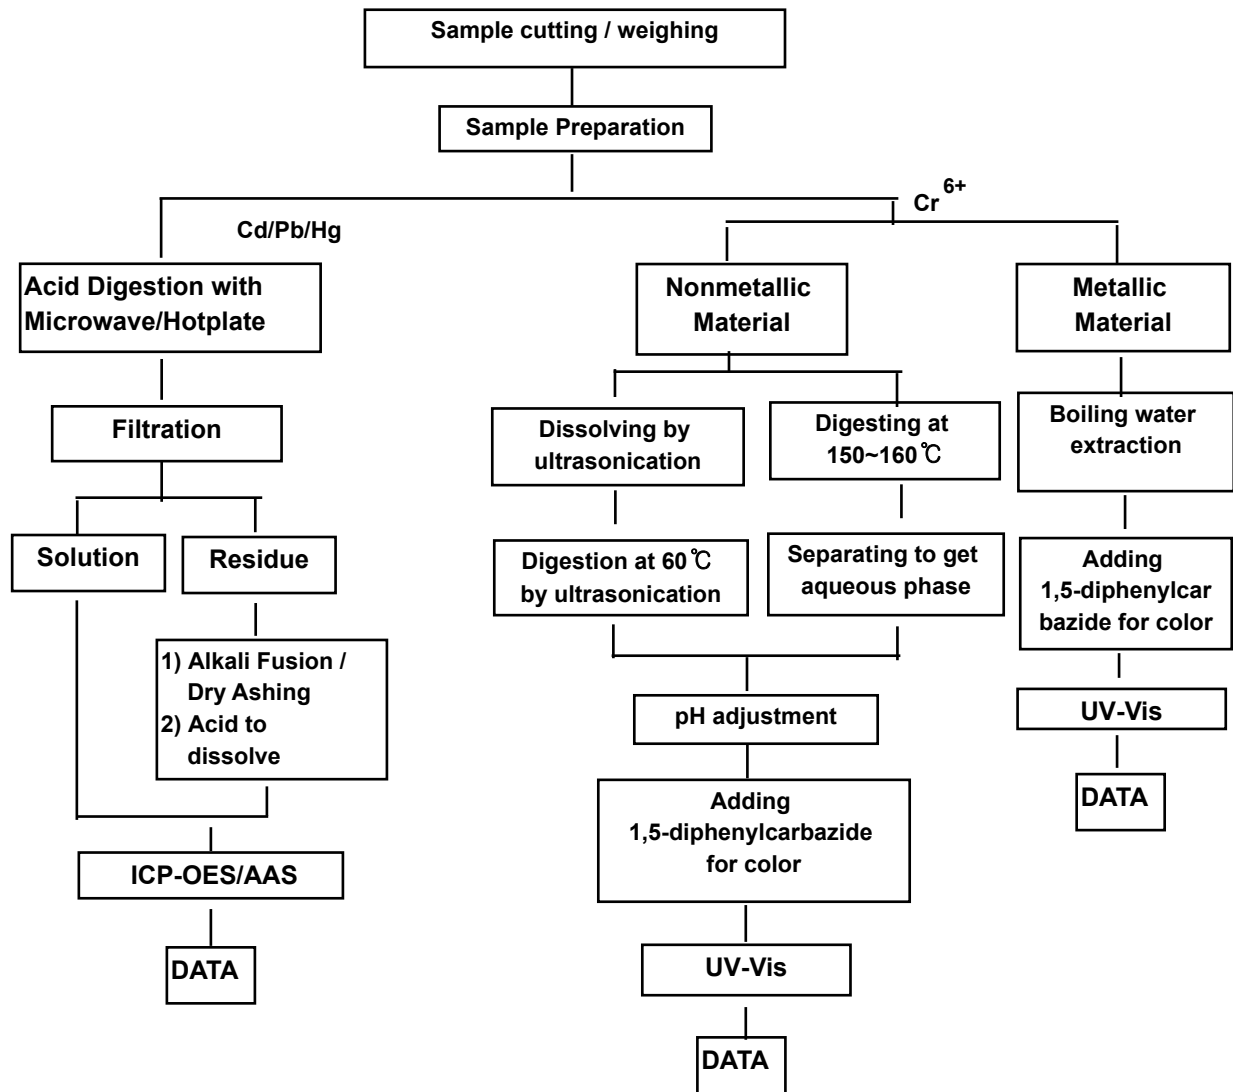 Sample cutting / weighing
Sample Preparation
Cr 6+
Cd/Pb/Hg
Acid Digestion with
Microwave/Hotplate
Nonmetallic
Material
Metallic
Material
Filtration
Dissolving by
ultrasonication
Digesting at
150~160℃
Boiling water
extraction
Solution
Residue
Digestion at 60℃
by ultrasonication
Separating to get
aqueous phase
Adding
1,5-diphenylcar
bazide for color
1) Alkali Fusion /
Dry Ashing
2) Acid to
dissolve
pH adjustment
UV-Vis
DATA
Adding
1,5-diphenylcarbazide
for color
ICP-OES/AAS
DATA
UV-Vis
DATA